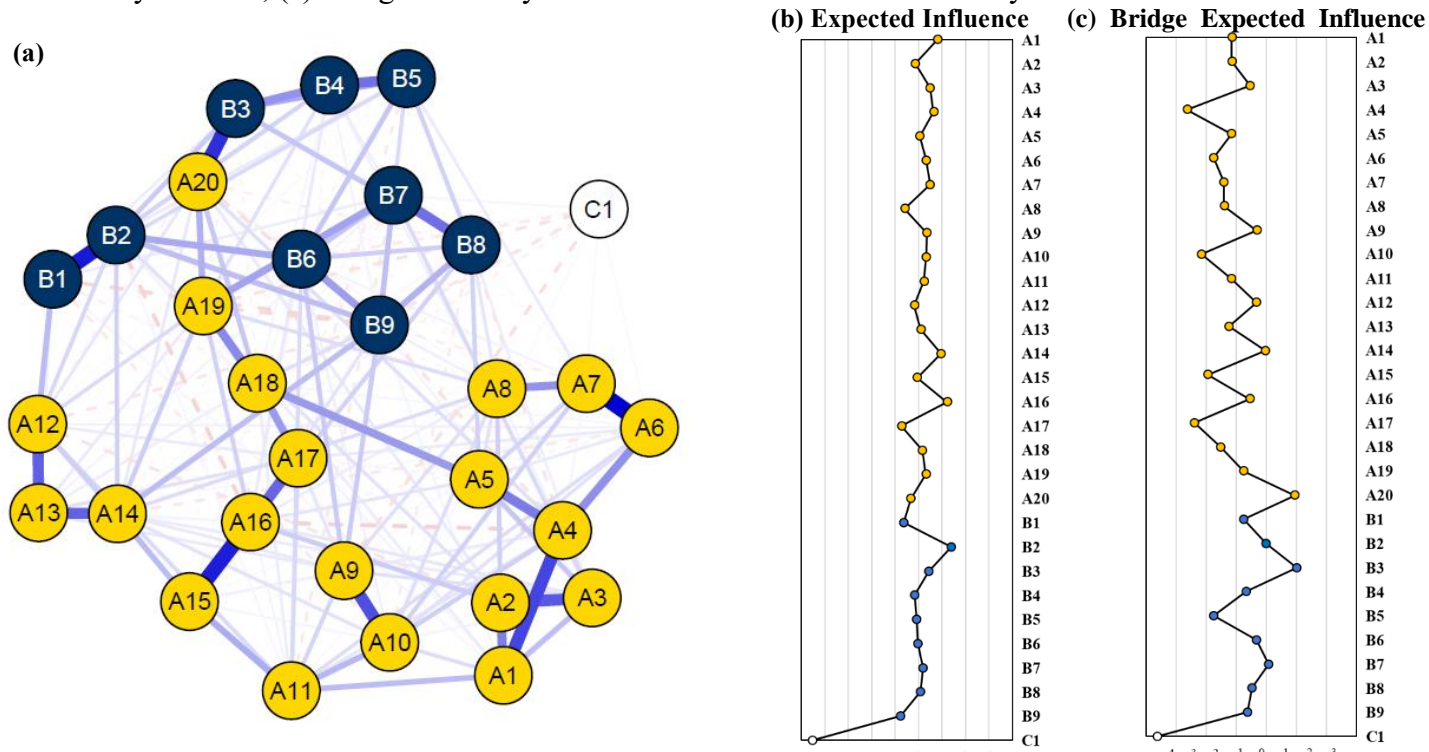 (b) Expected Influence (c) Bridge Expected Influence
(a)
B4
B5
B3
A20
B7
C1
B2
B8
B6
B1
A19
B9
A18
A8
A7
A12
A6
A17
A5
A13
A14
A16
A4
A9
A15
A2
A3
A10
A1
A11
A1
A2
A3
A4
A5
A6
A7
A8
A9
A10
A11
A12
A13
A14
A15
A16
A17
A18
A19
A20
B1
B2
B3
B4
B5
B6
B7
B8
B9
C1
A1
A2
A3
A4
A5
A6
A7
A8
A9
A10
A11
A12
A13
A14
A15
A16
A17
A18
A19
A20
B1
B2
B3
B4
B5
B6
B7
B8
B9
C1